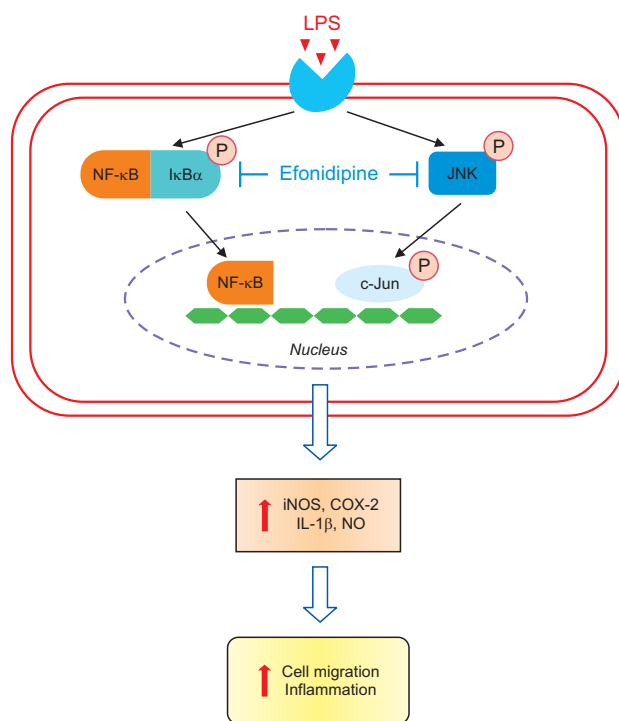 LPS
P
P
NF-κB
IκBα
Efonidipine
JNK
P
NF-κB
c-Jun
Nucleus
iNOS, COX-2
IL-1β, NO
Cell migration
Inflammation